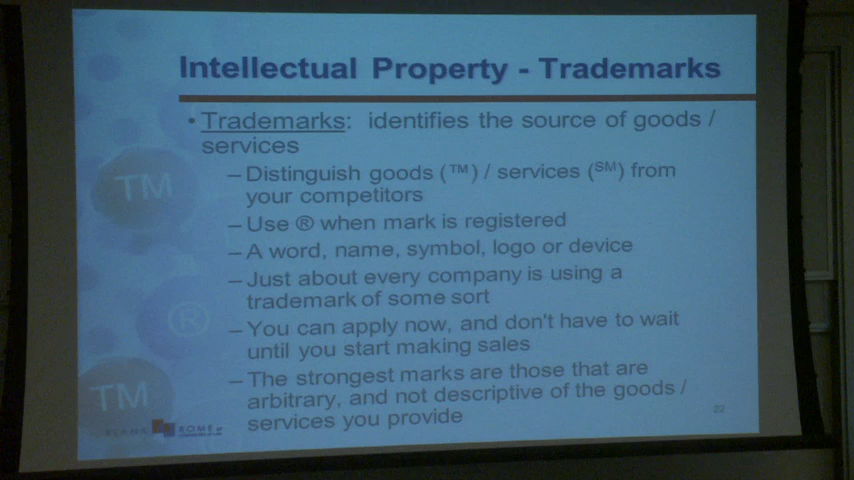 Intellectual Property - Trademarks
• Trademarks: identifies the source of goods /
services
– Distinguish goods (™) / services (℠) from
your competitors
– Use ® when mark is registered
– A word, name, symbol, logo or device
– Just about every company is using a
trademark of some sort
– You can apply now, and don't have to wait
until you start making sales
– The strongest marks are those that are
arbitrary, and not descriptive of the goods /
services you provide
TM
®
TM
ROME
22